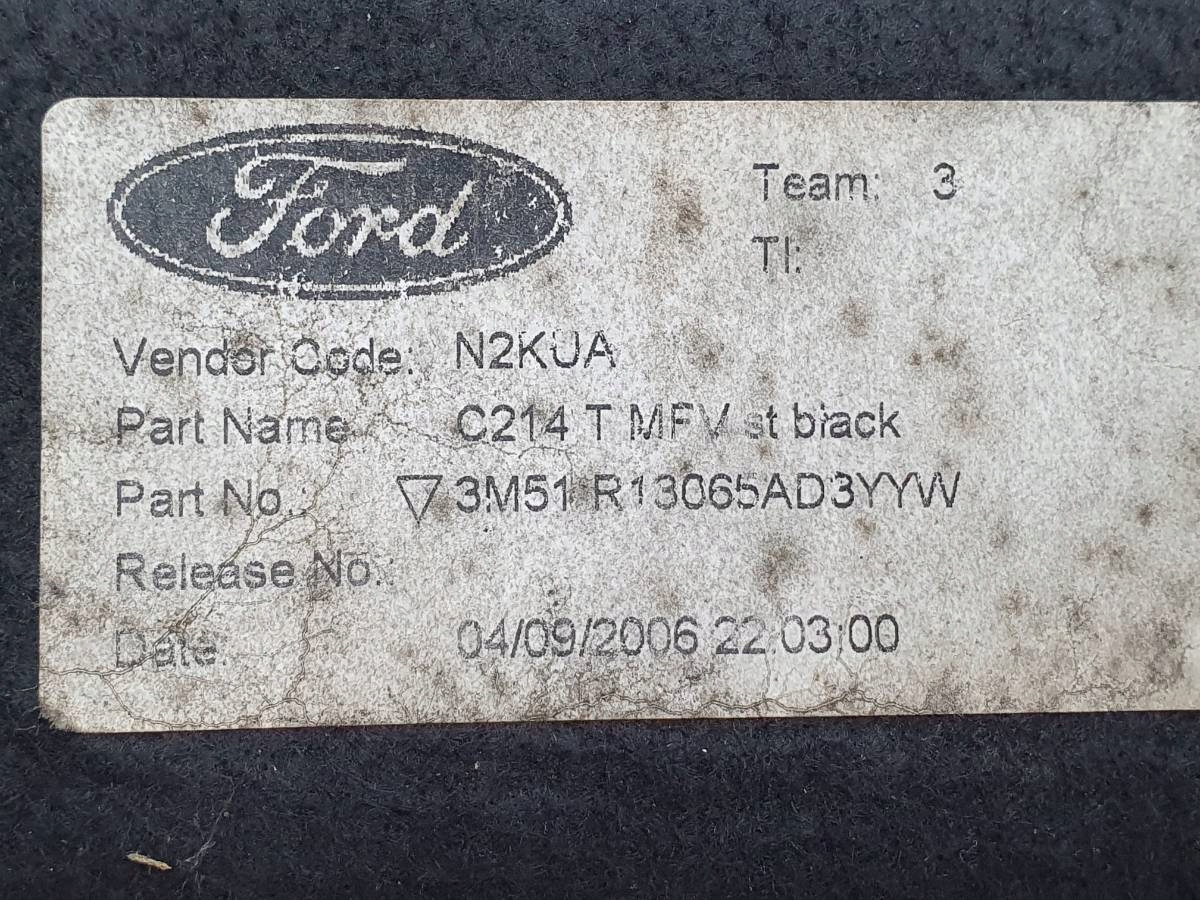 Ford
Team: 3
TI:
Vendor Code: N2KUA
Part Name C214 T MFV st black
Part No.: ▽ 3M51 R13065AD3YYW
Release No.:
Date: 04/09/2006 22:03:00